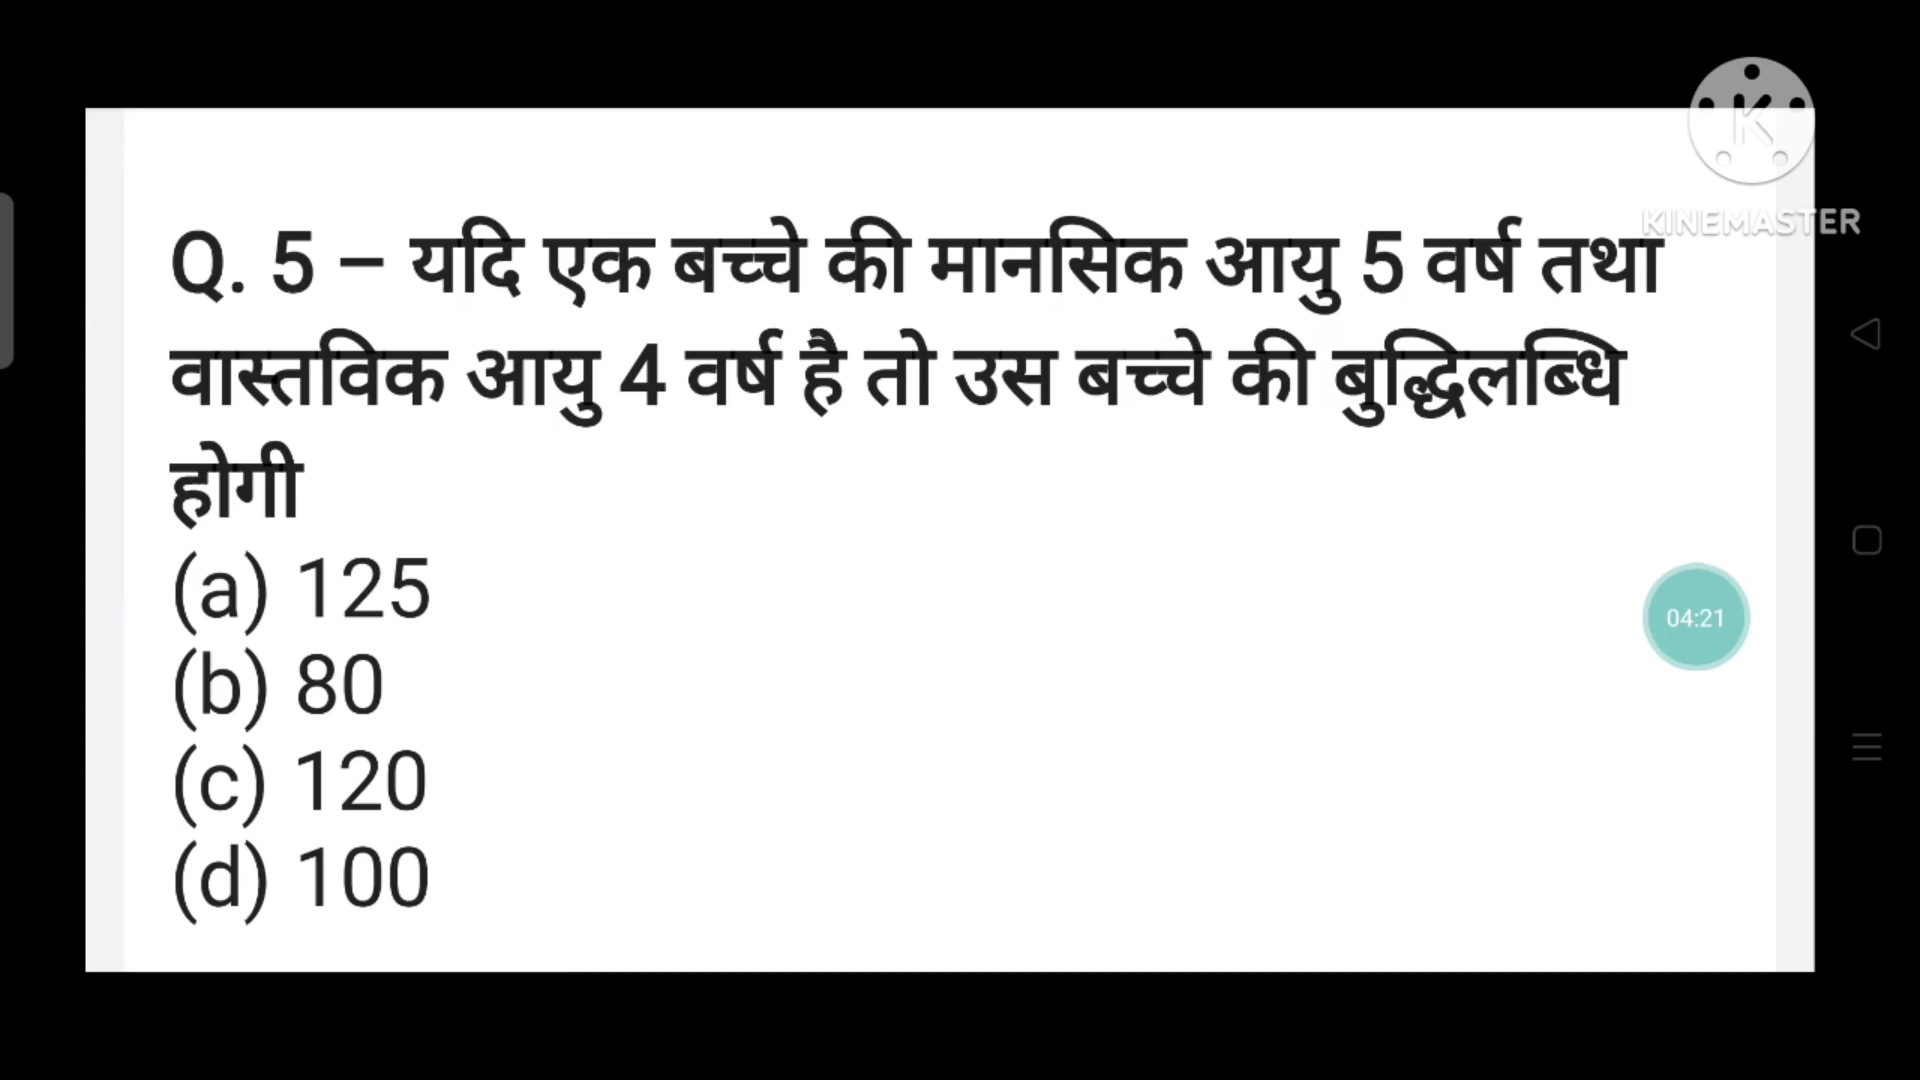 K
KINEMASTER
Q. 5 – यदि एक बच्चे की मानसिक आयु 5 वर्ष तथा
वास्तविक आयु 4 वर्ष है तो उस बच्चे की बुद्धिलब्धि
होगी
(a) 125
(b) 80
(c) 120
(d) 100
04:21